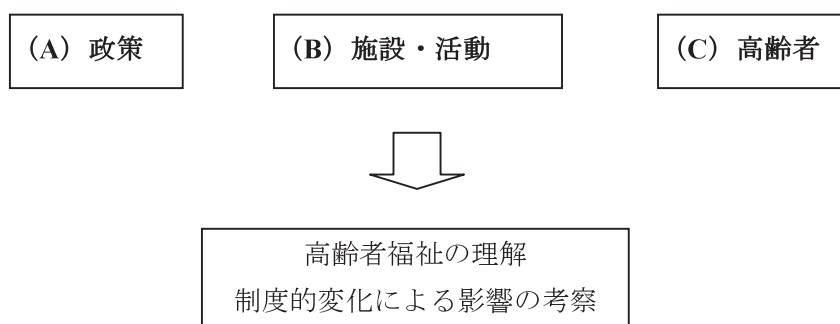 (A) 政策
(B) 施設・活動
(C) 高齢者
高齢者福祉の理解
制度的変化による影響の考察